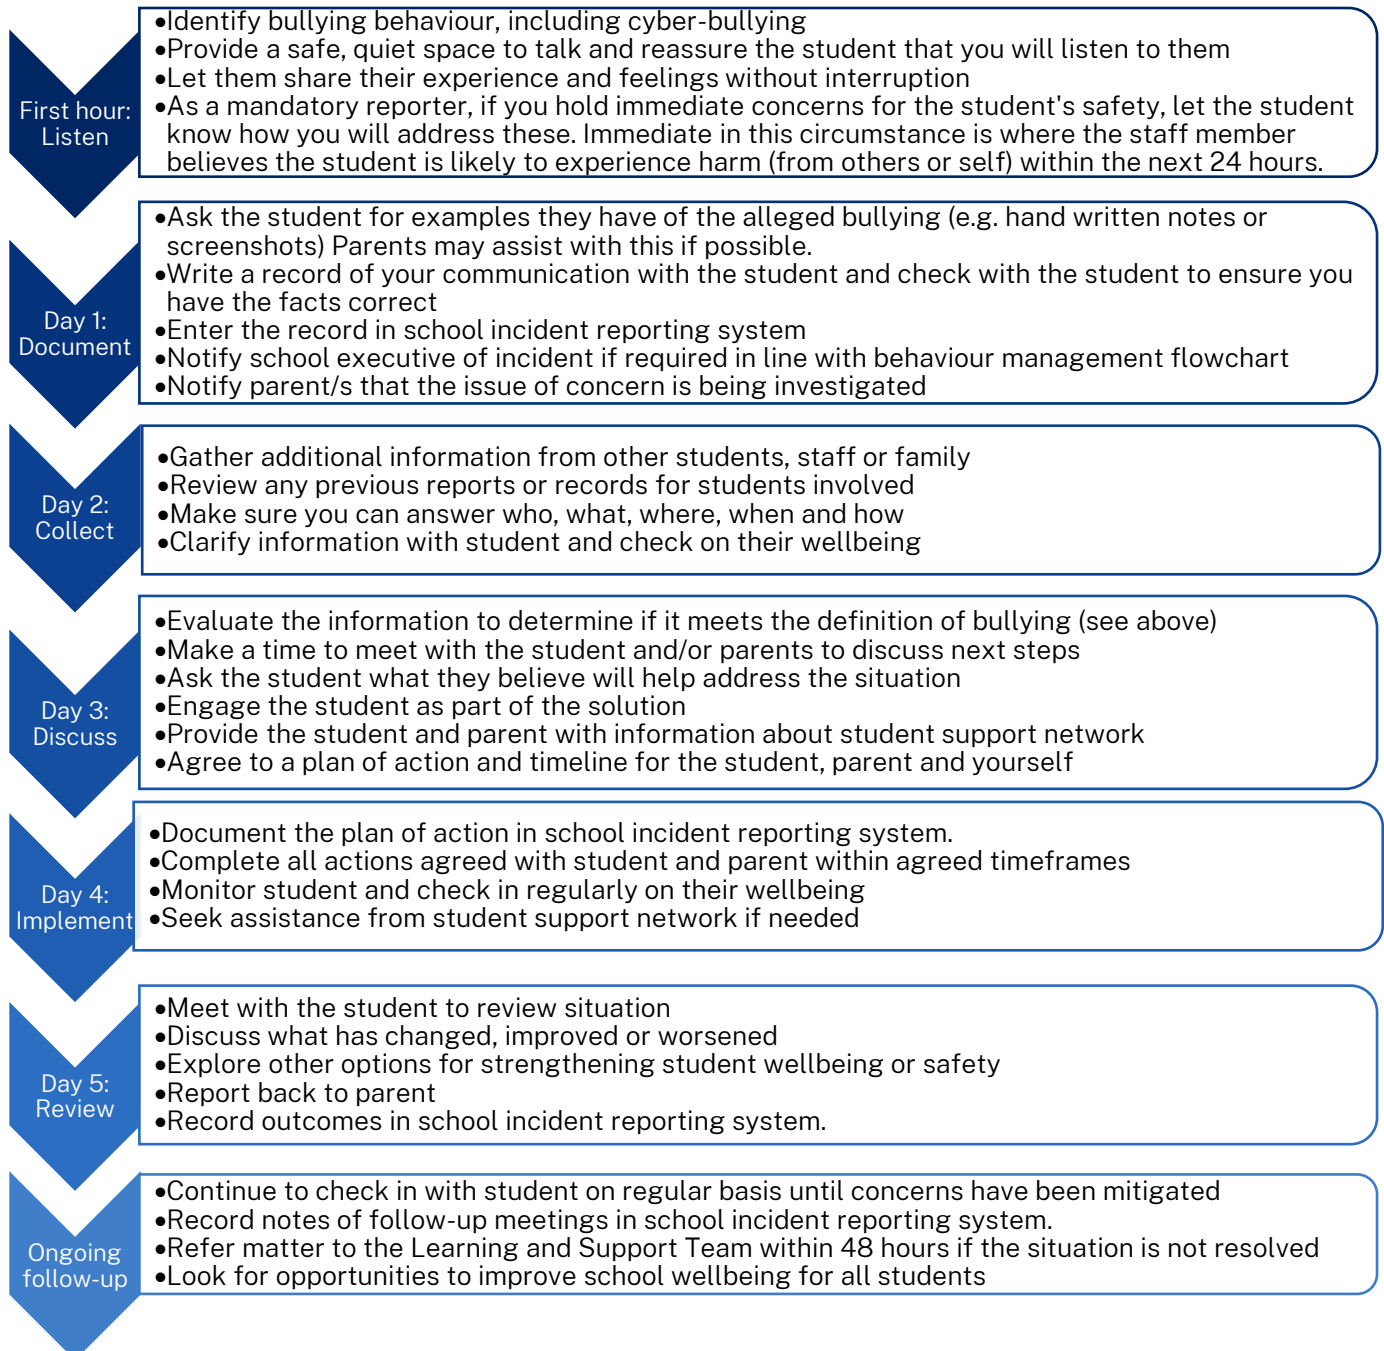 First hour:
Listen
•Identify bullying behaviour, including cyber-bullying
•Provide a safe, quiet space to talk and reassure the student that you will listen to them
•Let them share their experience and feelings without interruption
•As a mandatory reporter, if you hold immediate concerns for the student's safety, let the student
know how you will address these. Immediate in this circumstance is where the staff member
believes the student is likely to experience harm (from others or self) within the next 24 hours.
Day 1:
Document
•Ask the student for examples they have of the alleged bullying (e.g. hand written notes or
screenshots) Parents may assist with this if possible.
•Write a record of your communication with the student and check with the student to ensure you
have the facts correct
•Enter the record in school incident reporting system
•Notify school executive of incident if required in line with behaviour management flowchart
•Notify parent/s that the issue of concern is being investigated
Day 2:
Collect
•Gather additional information from other students, staff or family
•Review any previous reports or records for students involved
•Make sure you can answer who, what, where, when and how
•Clarify information with student and check on their wellbeing
Day 3:
Discuss
•Evaluate the information to determine if it meets the definition of bullying (see above)
•Make a time to meet with the student and/or parents to discuss next steps
•Ask the student what they believe will help address the situation
•Engage the student as part of the solution
•Provide the student and parent with information about student support network
•Agree to a plan of action and timeline for the student, parent and yourself
Day 4:
Implement
•Document the plan of action in school incident reporting system.
•Complete all actions agreed with student and parent within agreed timeframes
•Monitor student and check in regularly on their wellbeing
•Seek assistance from student support network if needed
Day 5:
Review
•Meet with the student to review situation
•Discuss what has changed, improved or worsened
•Explore other options for strengthening student wellbeing or safety
•Report back to parent
•Record outcomes in school incident reporting system.
Ongoing
follow-up
•Continue to check in with student on regular basis until concerns have been mitigated
•Record notes of follow-up meetings in school incident reporting system.
•Refer matter to the Learning and Support Team within 48 hours if the situation is not resolved
•Look for opportunities to improve school wellbeing for all students